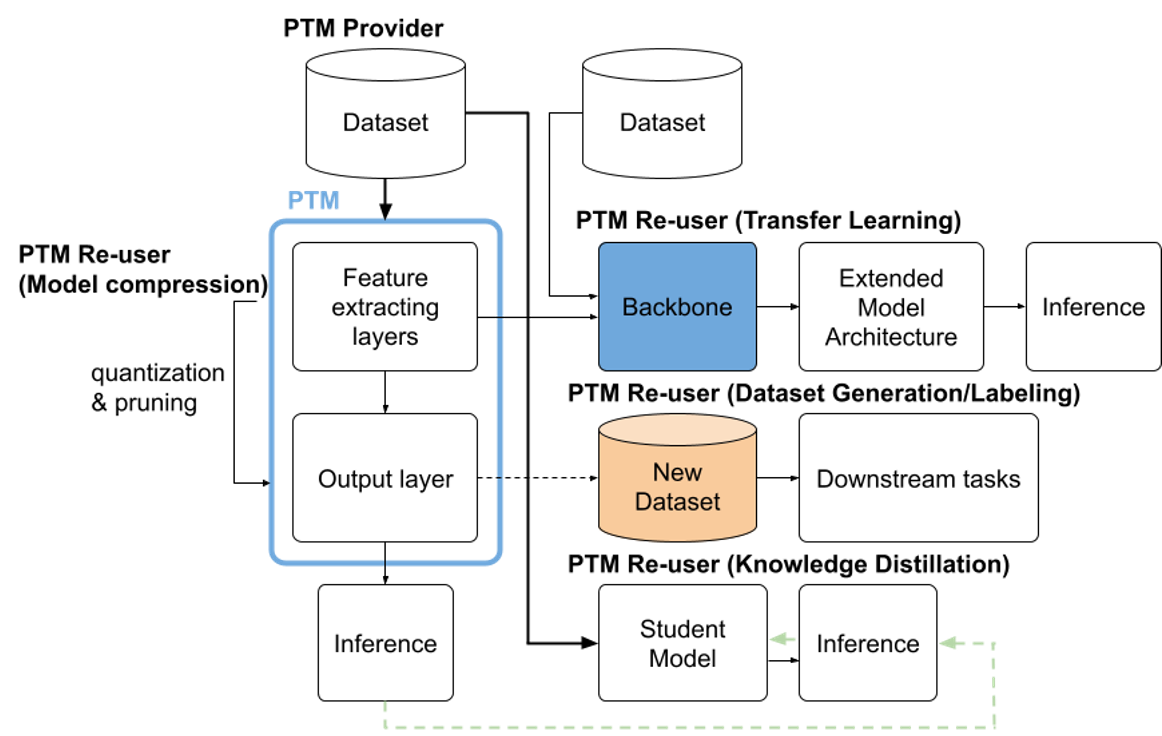 PTM Provider
Dataset
Dataset
PTM
PTM Re-user (Transfer Learning)
PTM Re-user
(Model compression)
Feature
extracting
layers
Backbone
Extended
Model
Architecture
Inference
quantization
& pruning
PTM Re-user (Dataset Generation/Labeling)
Output layer
New
Dataset
Downstream tasks
PTM Re-user (Knowledge Distillation)
Inference
Student
Model
Inference